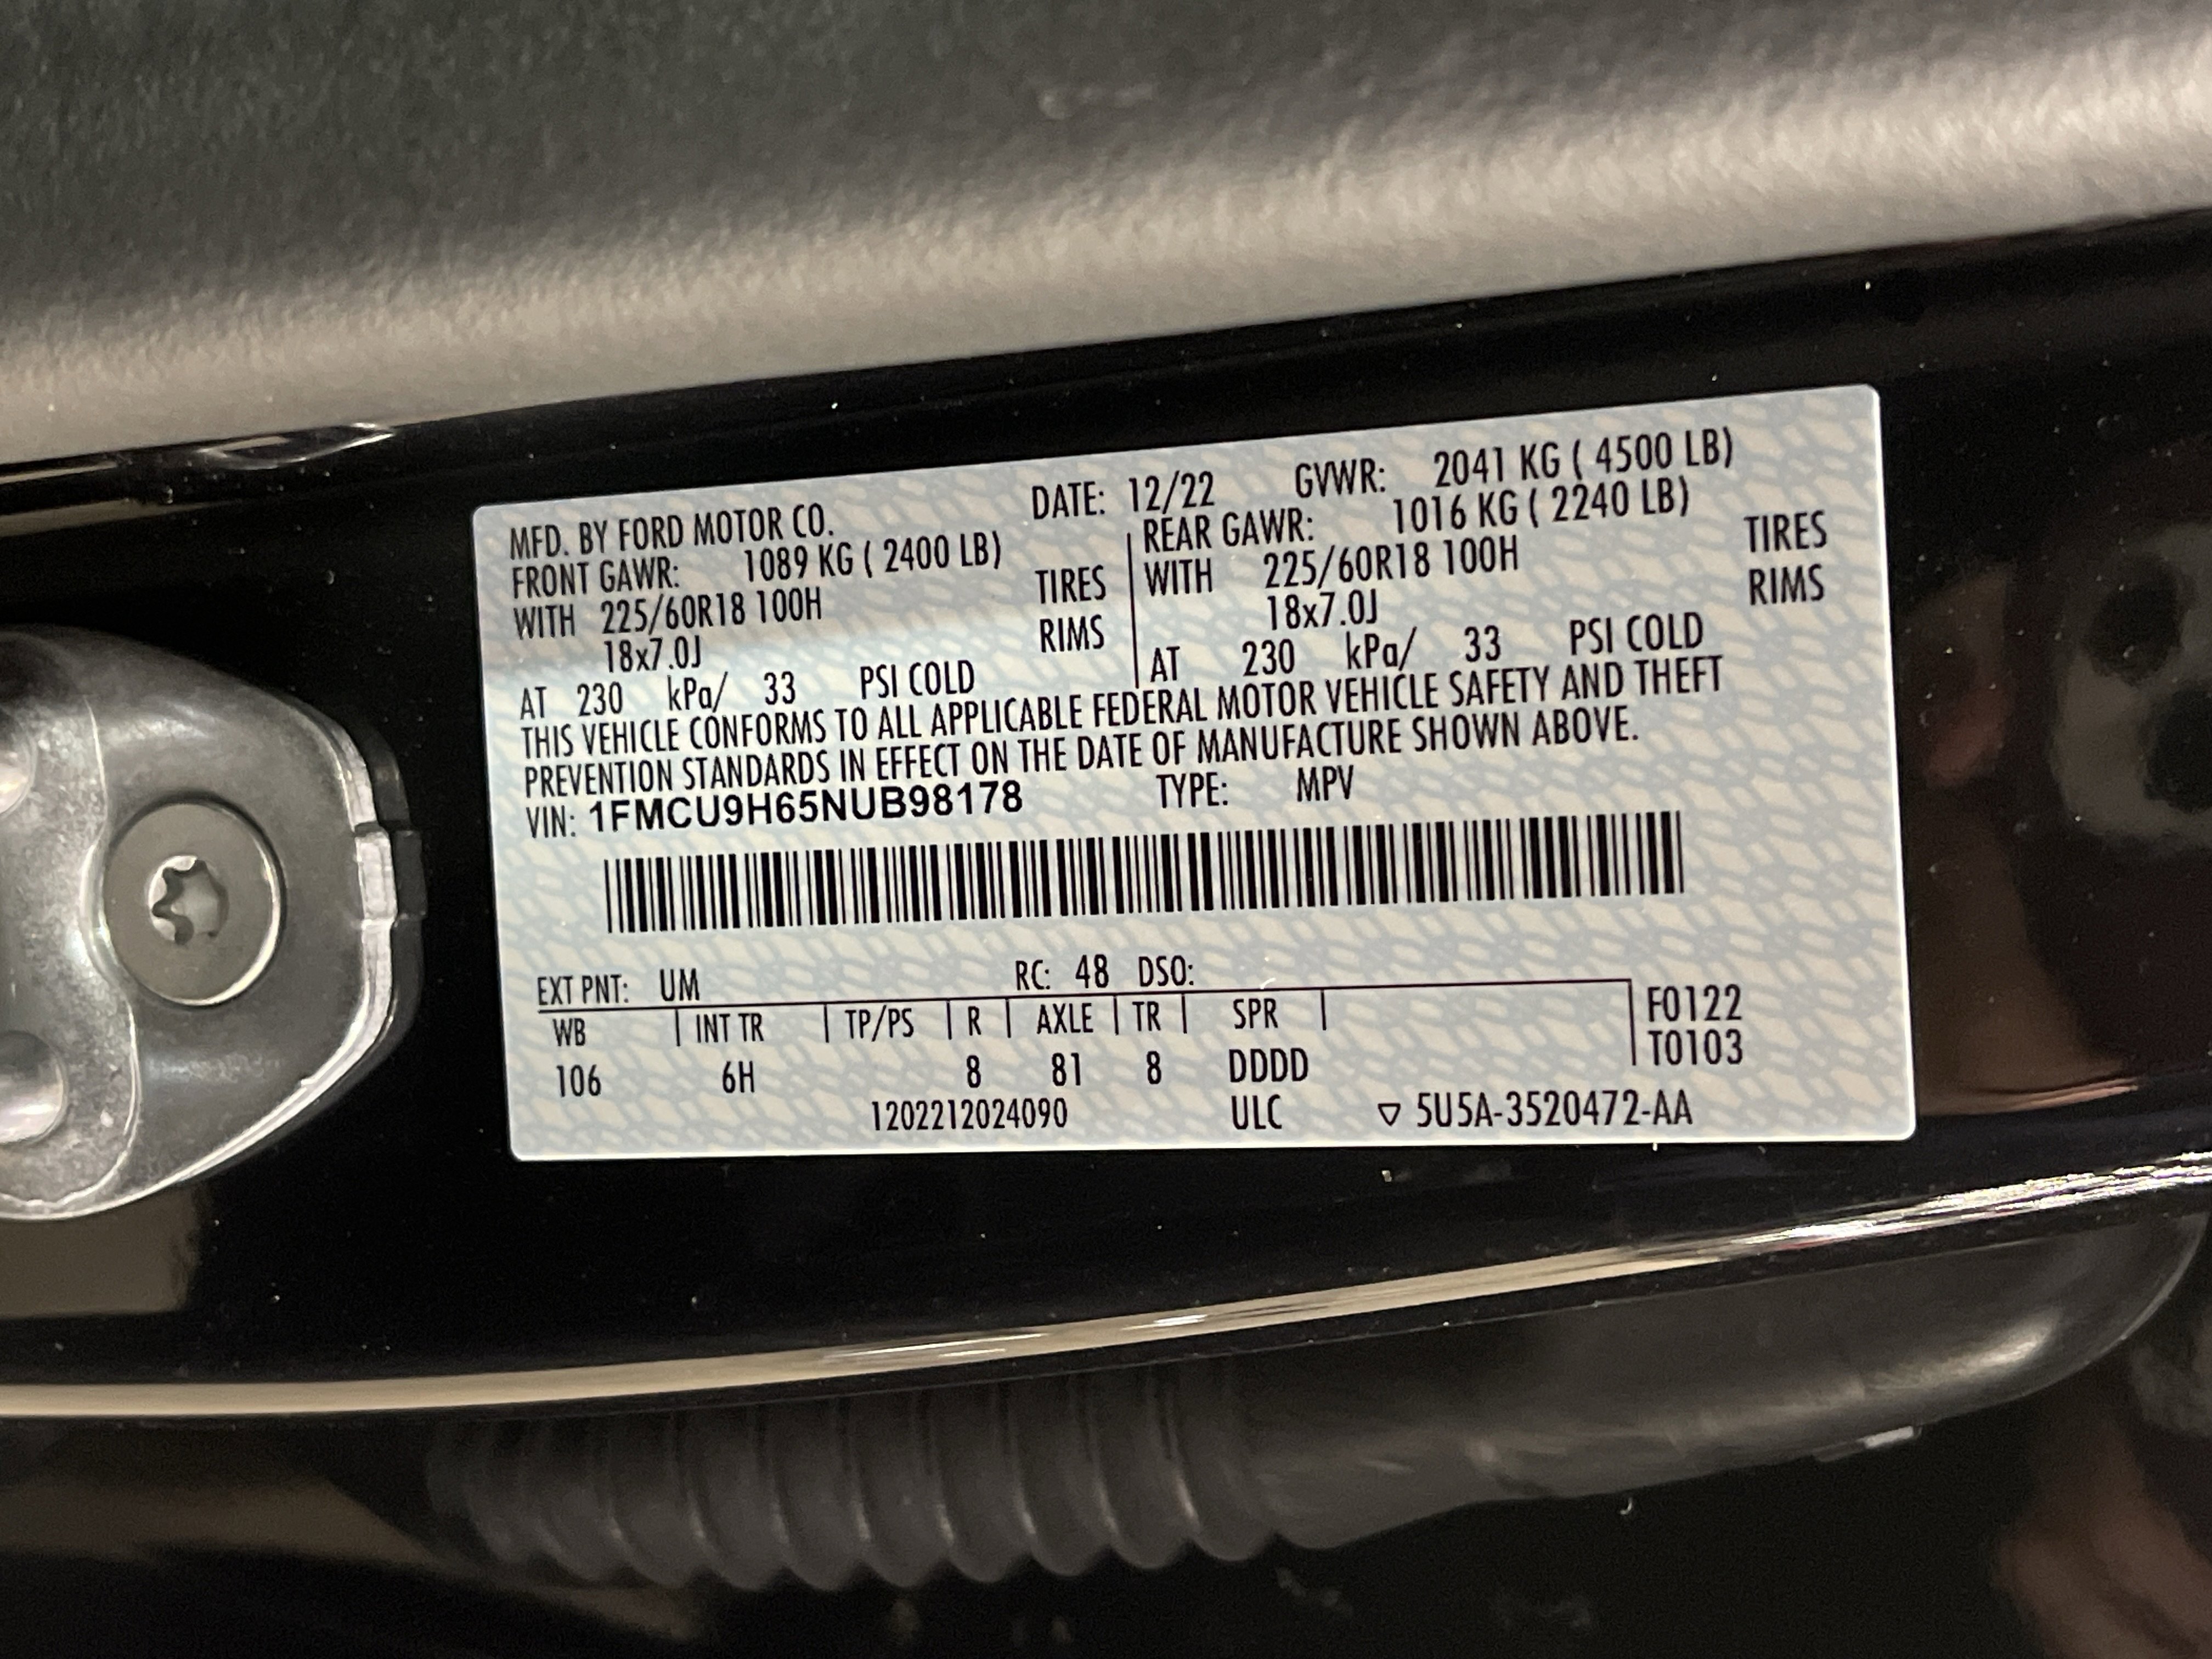 MFD. BY FORD MOTOR CO. DATE: 12/22 GVWR: 2041 KG ( 4500 LB)
FRONT GAWR: 1089 KG ( 2400 LB) REAR GAWR: 1016 KG ( 2240 LB)
WITH 225/60R18 100H TIRES WITH 225/60R18 100H TIRES
18x7.0J RIMS 18x7.0J RIMS
AT 230 kPa/ 33 PSI COLD AT 230 kPa/ 33 PSI COLD
THIS VEHICLE CONFORMS TO ALL APPLICABLE FEDERAL MOTOR VEHICLE SAFETY AND THEFT
PREVENTION STANDARDS IN EFFECT ON THE DATE OF MANUFACTURE SHOWN ABOVE.
VIN: 1FMCU9H65NUB98178 TYPE: MPV
EXT PNT: UM RC: 48 DSO:
WB INT TR TP/PS R AXLE TR SPR F0122
T0103
106 6H 8 81 8 DDDD
1202212024090 ULC ▽ 5U5A-3520472-AA